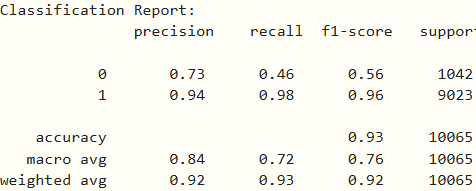 Classification Report:
precision recall f1-score suppor
0 0.73 0.46 0.56 1042
1 0.94 0.98 0.96 9023
accuracy 0.93 10065
macro avg 0.84 0.72 0.76 10065
weighted avg 0.92 0.93 0.92 10065